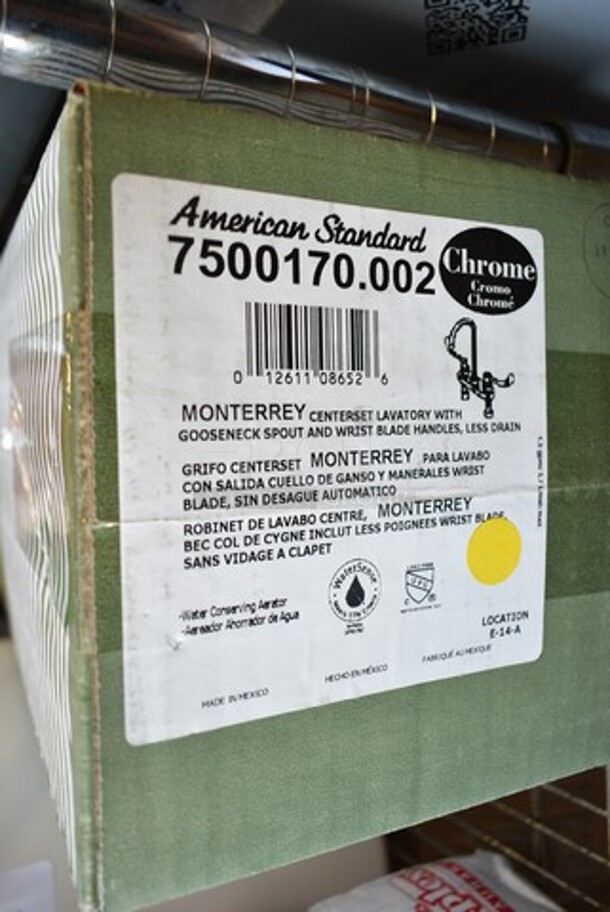 American Standard
7500170.002
Chrome
Cromo
Chromé
0 12611 08652 6
MONTERREY CENTERSET LAVATORY WITH
GOOSENECK SPOUT AND WRIST BLADE HANDLES, LESS DRAIN
GRIFO CENTERSET MONTERREY PARA LAVABO
CON SALIDA CUELLO DE GANSO Y MANERALES WRIST
BLADE, SIN DESAGUE AUTOMATICO
ROBINET DE LAVABO CENTRE, MONTERREY
BEC COL DE CYGNE INCLUT LESS POIGNEES WRIST BLADE,
SANS VIDAGE A CLAPET
-Water Conserving Aerator
-Aereador Ahorrador de Agua
WaterSense
UPC
LOCATION
E-14-A
MADE IN MEXICO
HECHO EN MÉXICO
FABRIQUÉ AU MEXIQUE